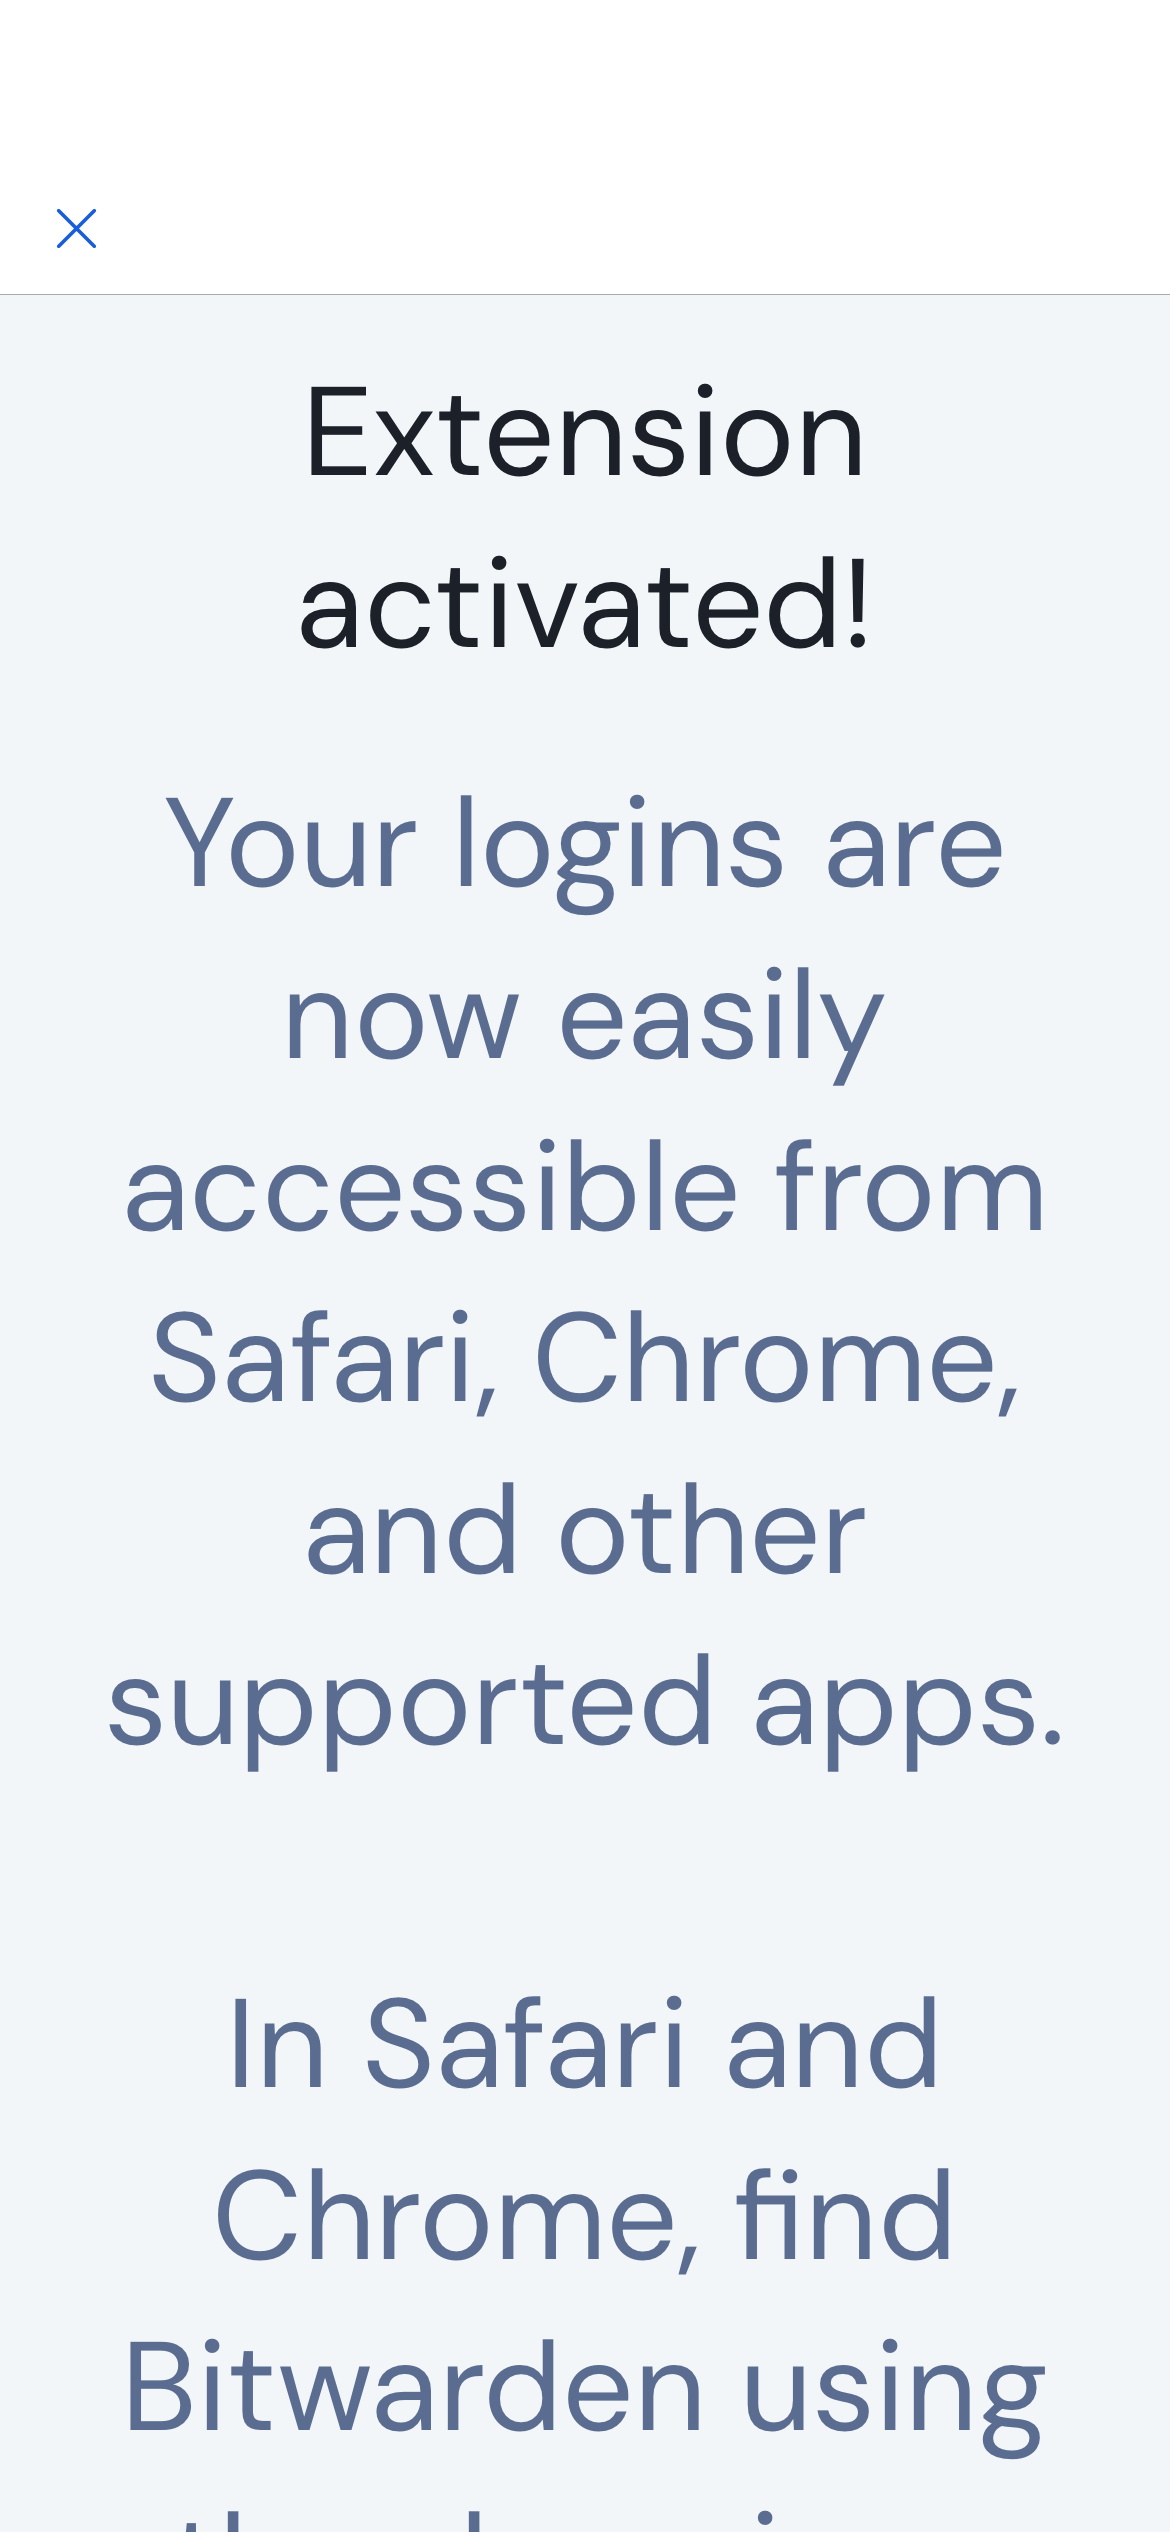 Extension
activated!
Your logins are
now easily
accessible from
Safari, Chrome,
and other
supported apps.
In Safari and
Chrome, find
Bitwarden using